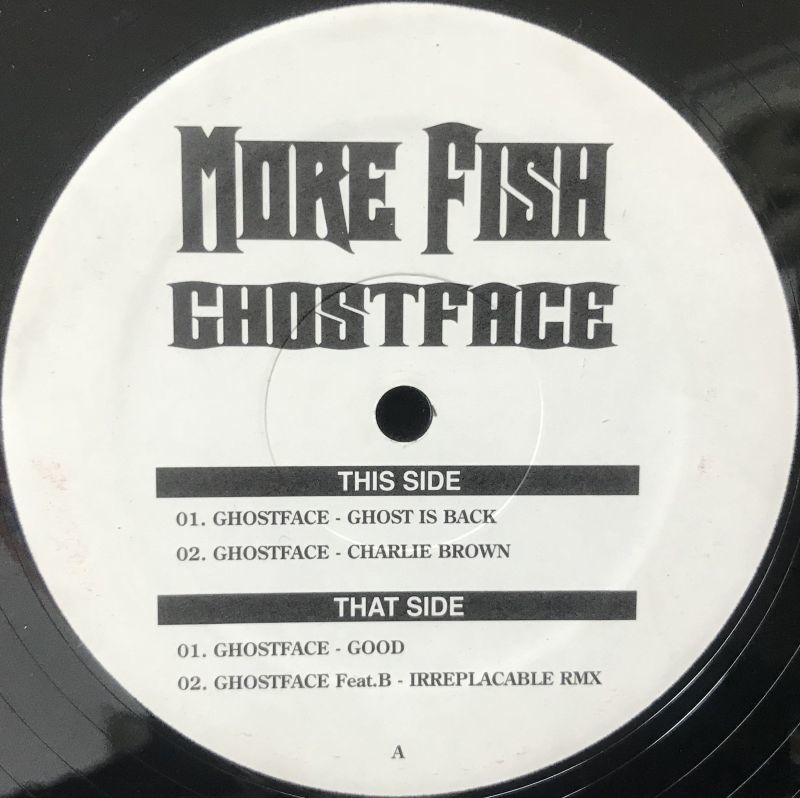 MORE FISH
GHOSTFACE
THIS SIDE
01. GHOSTFACE - GHOST IS BACK
02. GHOSTFACE - CHARLIE BROWN
THAT SIDE
01. GHOSTFACE - GOOD
02. GHOSTFACE Feat.B - IRREPLACABLE RMX
A